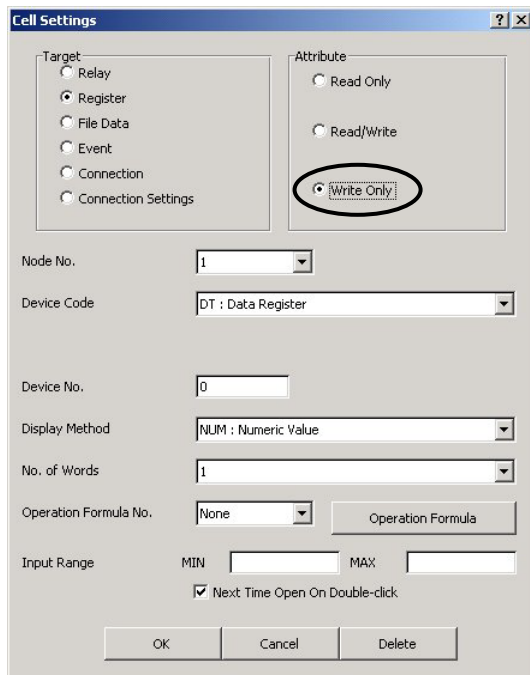 Cell Settings
Target
Relay
Register
File Data
Event
Connection
Connection Settings
Attribute
Read Only
Read/Write
Write Only
Node No. 1
Device Code DT : Data Register
Device No. 0
Display Method NUM : Numeric Value
No. of Words 1
Operation Formula No. None Operation Formula
Input Range MIN MAX
Next Time Open On Double-click
OK Cancel Delete